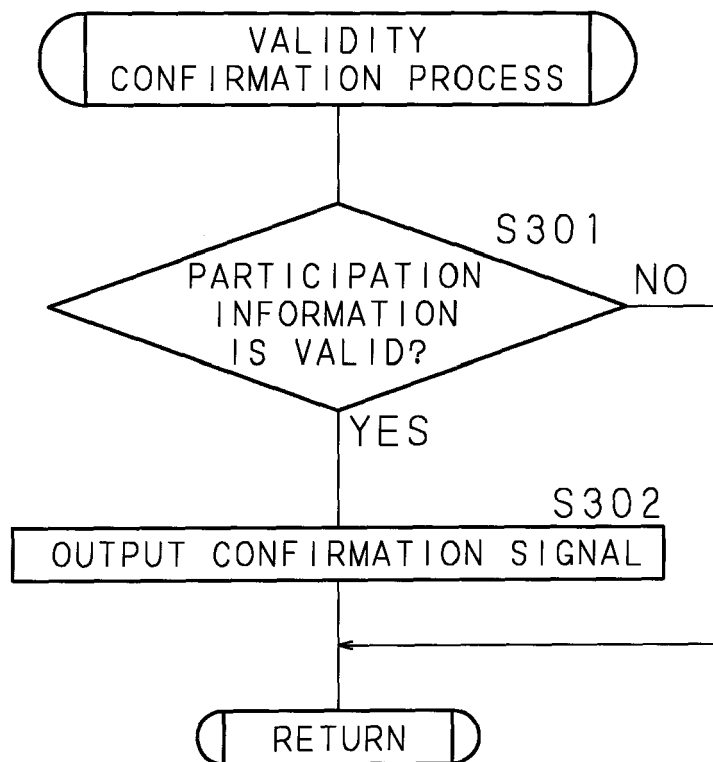 VALIDITY
CONFIRMATION PROCESS
S301
PARTICIPATION
INFORMATION
IS VALID?
NO
YES
S302
OUTPUT CONFIRMATION SIGNAL
RETURN